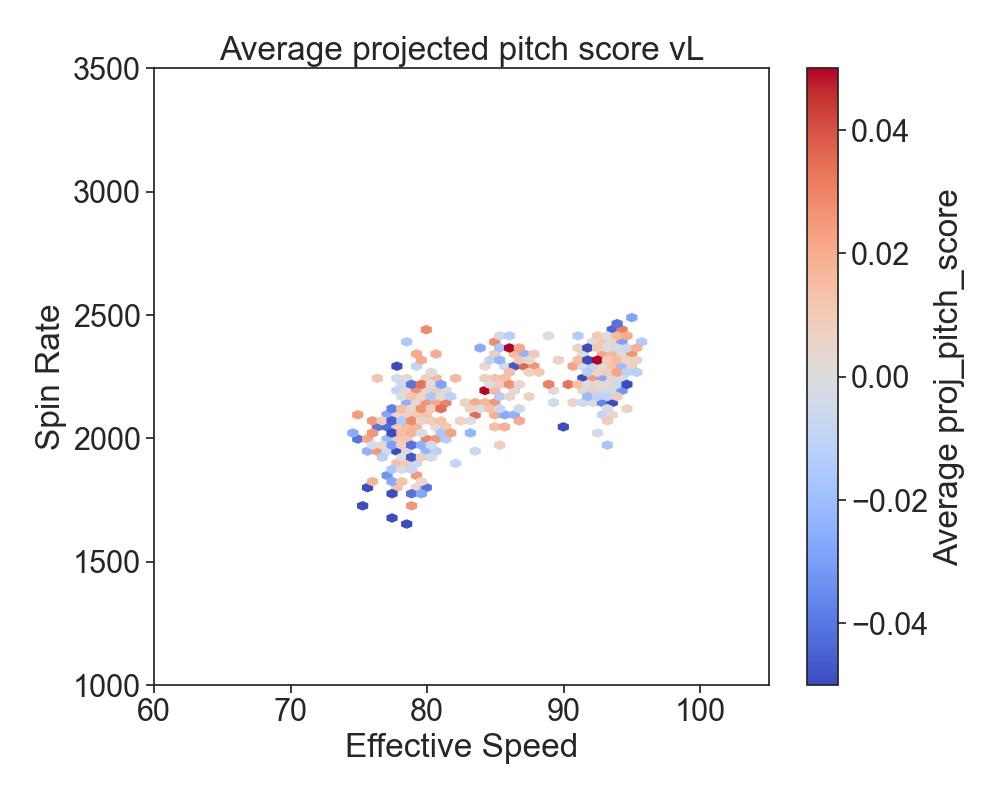 Average projected pitch score vL
3500
3000
2500
2000
1500
1000
Spin Rate
60 70 80 90 100
Effective Speed
0.04
0.02
0.00
−0.02
−0.04
Average proj_pitch_score